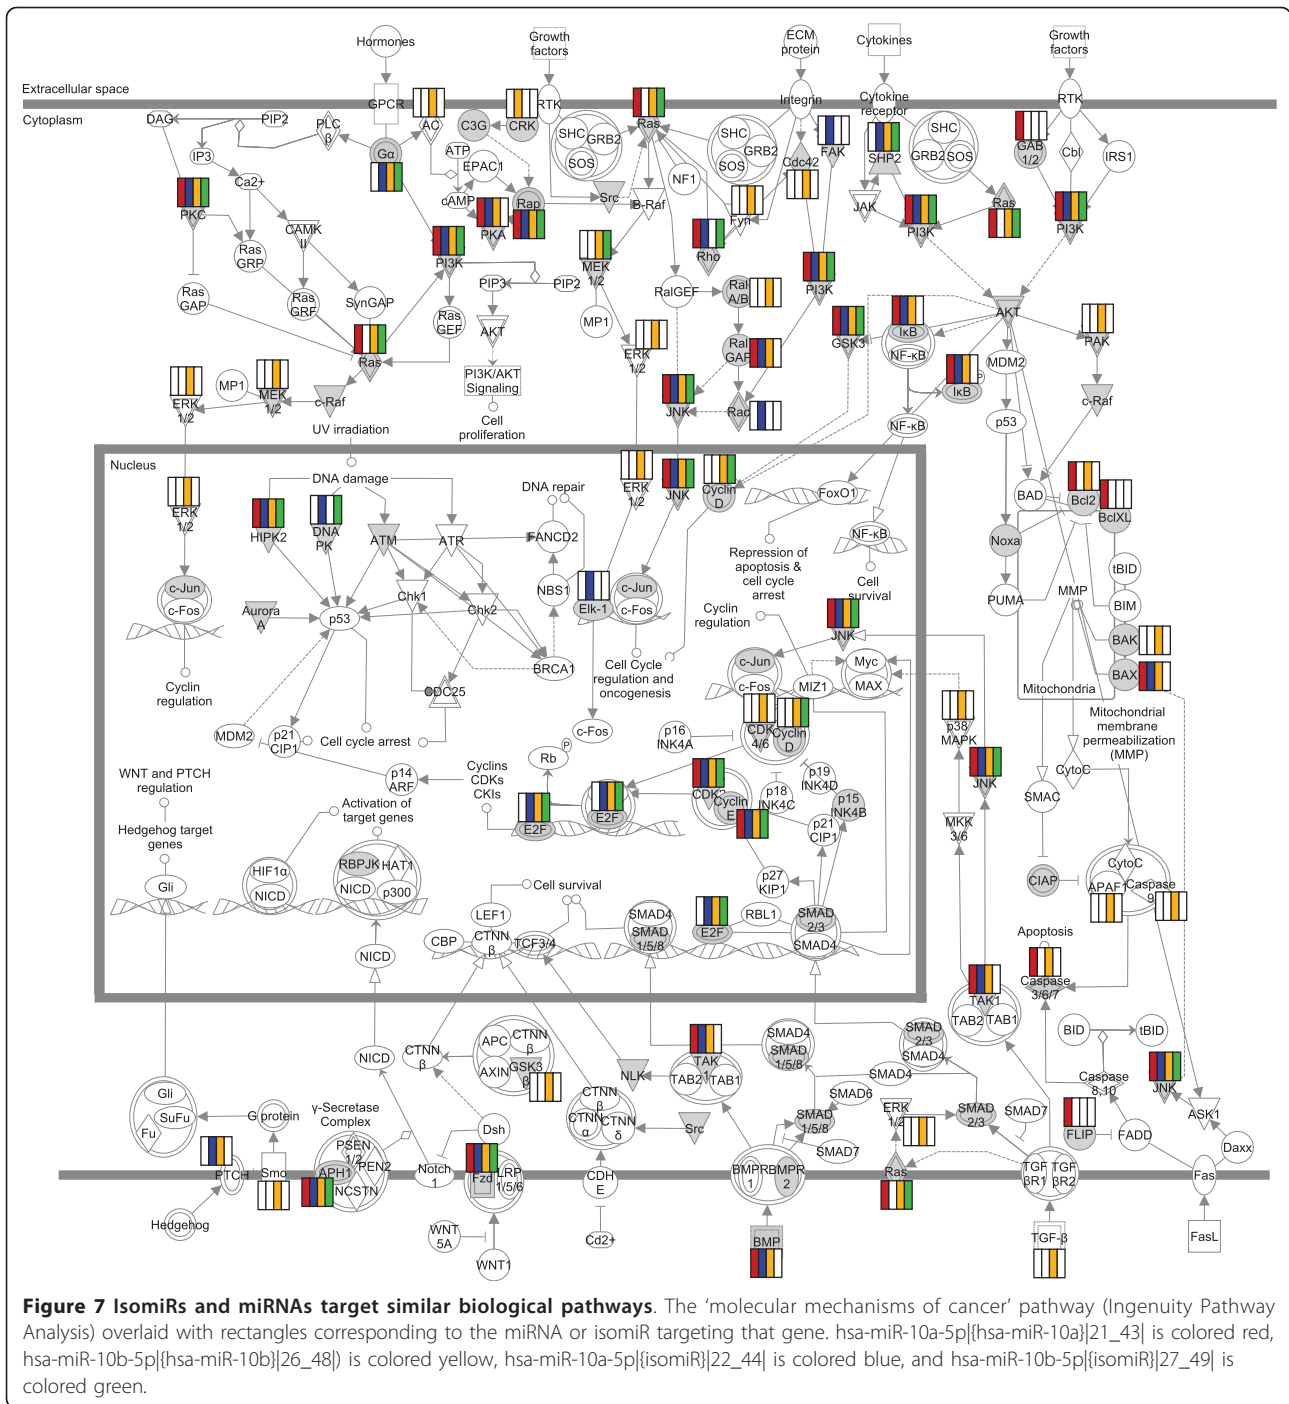 Hormones
Growth
factors
ECM
protein
Cytokines
Growth
factors
Extracellular space
GPCR
RTK
Integrin
Cytokine
receptor
RTK
Cytoplasm
DAG
PIP2
PLC
β
AC
C3G
CRK
Ras
SHC
GRB2
SOS
SHC
GRB2
SOS
FAK
SHP2
SHC
GRB2
SOS
GAB
1/2
Cbl
IRS1
IP3
Gα
ATP
EPAC1
cAMP
NF1
Cdc42
Ca2+
PKC
PKA
Rap
Src
B-Raf
Fyn
JAK
Ras
PI3K
PI3K
CAMK
II
Ras
GRP
PI3K
MEK
1/2
Rho
PI3K
Ras
GAP
Ras
GRF
SynGAP
Ras
GEF
PIP3
PIP2
RalGEF
Ral
A/B
AKT
MP1
GSK3
IκB
NF-κB
AKT
PAK
Ras
ERK
1/2
Ral
GAP
MDM2
IκB
P
PI3K/AKT
Signaling
ERK
1/2
MP1
MEK
1/2
c-Raf
JNK
Rac
c-Raf
UV irradiation
Cell
proliferation
NF-κB
p53
Nucleus
DNA damage
DNA repair
ERK
1/2
JNK
Cyclin
D
FoxO1
BAD
Bcl2
BclXL
ERK
1/2
HIPK2
DNA
PK
ATM
ATR
FANCD2
NF-κB
Noxa
Repression of
apoptosis &
cell cycle
arrest
Cell
survival
tBID
c-Jun
c-Fos
Aurora
A
p53
Chk1
Chk2
NBS1
Elk-1
c-Jun
c-Fos
PUMA
MMP
BIM
Cyclin
regulation
JNK
BAK
Cyclin
regulation
BRCA1
CDC25
Cell Cycle
regulation and
oncogenesis
c-Jun
c-Fos
MIZ1
Myc
MAX
BAX
Mitochondria
MDM2
p21
CIP1
Cell cycle arrest
c-Fos
p16
INK4A
CDK
4/6
Cyclin
D
p38
MAPK
Mitochondrial
membrane
permeabilization
(MMP)
WNT and PTCH
regulation
p14
ARF
Cyclins
CDKs
CKIs
Rb
P
p19
INK4D
JNK
CytoC
SMAC
Activation of
target genes
E2F
E2F
CDK2
Cyclin
E
p18
INK4C
p15
INK4B
p21
CIP1
MKK
3/6
Hedgehog target
genes
HIF1α
NICD
RBPJK
HAT1
NICD
p300
p27
KIP1
CIAP
CytoC
APAF1
Caspase
9
Gli
Cell survival
LEF1
CTNN
β
CBP
TCF3/4
SMAD4
SMAD
1/5/8
E2F
RBL1
SMAD
2/3
SMAD4
Apoptosis
NICD
TAK1
TAB2
TAB1
Caspase
3/6/7
NICD
CTNN
β
APC
CTNN
β
AXIN
GSK3
β
NLK
TAK
1
TAB2
TAB1
SMAD4
SMAD
1/5/8
SMAD
2/3
SMAD4
BID
tBID
SMAD4
Caspase
8,10
JNK
Gli
SuFu
Fu
G protein
γ-Secretase
Complex
PSEN
1/2
PEN2
APH1
NCSTN
Dsh
CTNN
β
CTNN
α
CTNN
δ
Src
SMAD6
SMAD
1/5/8
SMAD7
ERK
1/2
SMAD
2/3
SMAD7
FLIP
FADD
ASK1
Daxx
PTCH
Smo
Notch
1
Fzd
LRP
1/5/6
CDH
E
BMPR
1
BMPR
2
Ras
TGF
βR1
TGF
βR2
Fas
Hedgehog
WNT
5A
WNT1
Cd2+
BMP
TGF-β
FasL
Figure 7 IsomiRs and miRNAs target similar biological pathways. The ‘molecular mechanisms of cancer’ pathway (Ingenuity Pathway
Analysis) overlaid with rectangles corresponding to the miRNA or isomiR targeting that gene. hsa-miR-10a-5p|{hsa-miR-10a}|21_43| is colored red,
hsa-miR-10b-5p|{hsa-miR-10b}|26_48|) is colored yellow, hsa-miR-10a-5p|{isomiR}|22_44| is colored blue, and hsa-miR-10b-5p|{isomiR}|27_49| is
colored green.